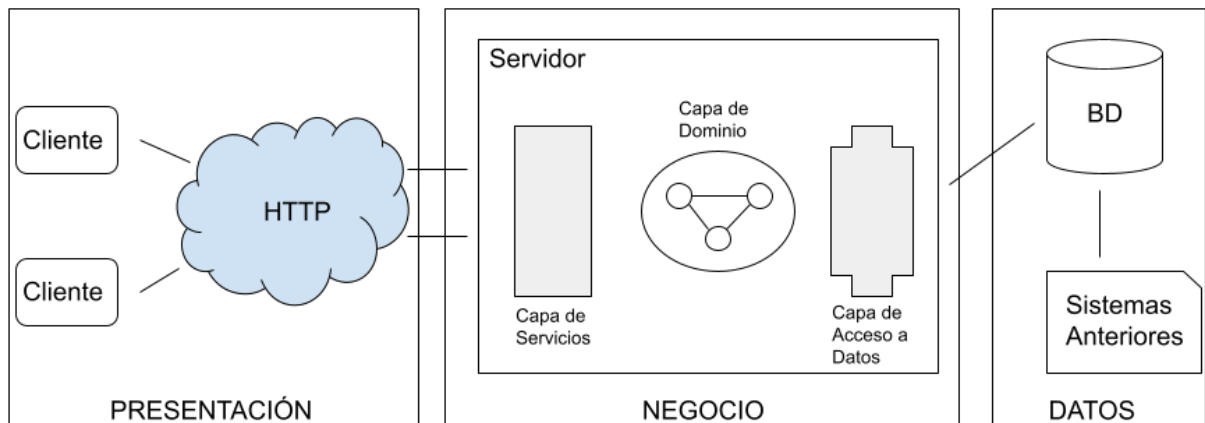 Cliente
Cliente
HTTP
PRESENTACIÓN
Servidor
Capa de
Servicios
Capa de
Dominio
Capa de
Acceso a
Datos
NEGOCIO
BD
Sistemas
Anteriores
DATOS